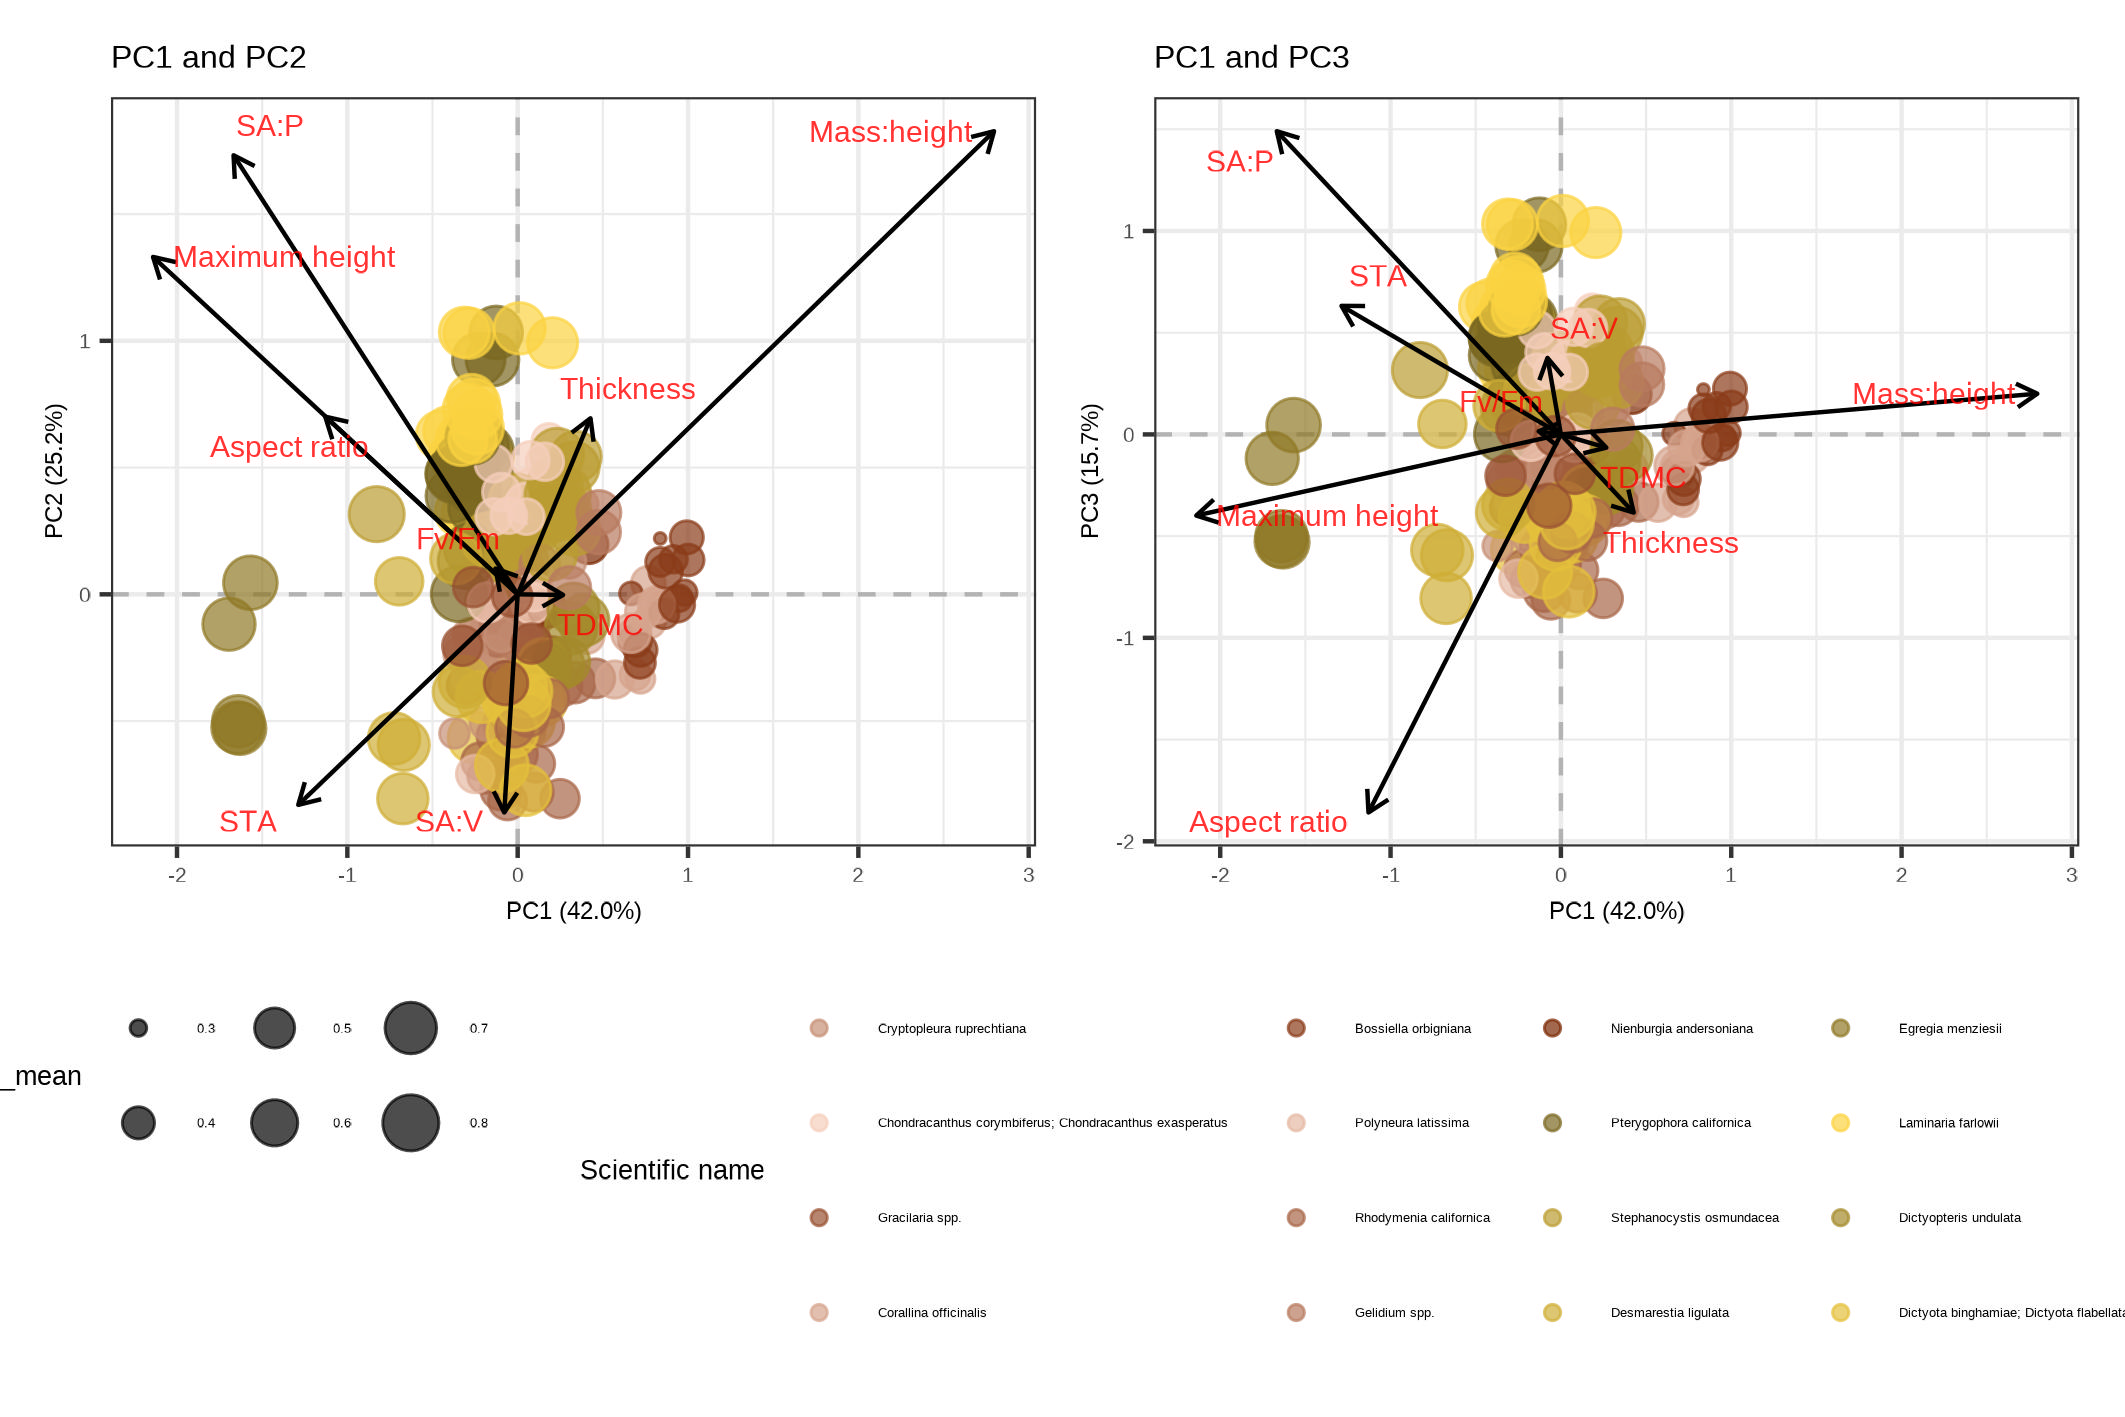 PC1 and PC2
SA:P
Mass:height
Maximum height
Thickness
Aspect ratio
Fv/Fm
TDMC
STA
SA:V
1
0
PC2 (25.2%)
-2
-1
0
1
2
3
PC1 (42.0%)
PC1 and PC3
SA:P
STA
SA:V
Mass:height
Fv/Fm
TDMC
Maximum height
Thickness
Aspect ratio
1
0
-1
-2
PC3 (15.7%)
-2
-1
0
1
2
3
PC1 (42.0%)
_mean
0.3
0.5
0.7
0.4
0.6
0.8
Scientific name
Cryptopleura ruprechtiana
Bossiella orbigniana
Nienburgia andersoniana
Egregia menziesii
Chondracanthus corymbiferus; Chondracanthus exasperatus
Polyneura latissima
Pterygophora californica
Laminaria farlowii
Gracilaria spp.
Rhodymenia californica
Stephanocystis osmundacea
Dictyopteris undulata
Corallina officinalis
Gelidium spp.
Desmarestia ligulata
Dictyota binghamiae; Dictyota flabellata